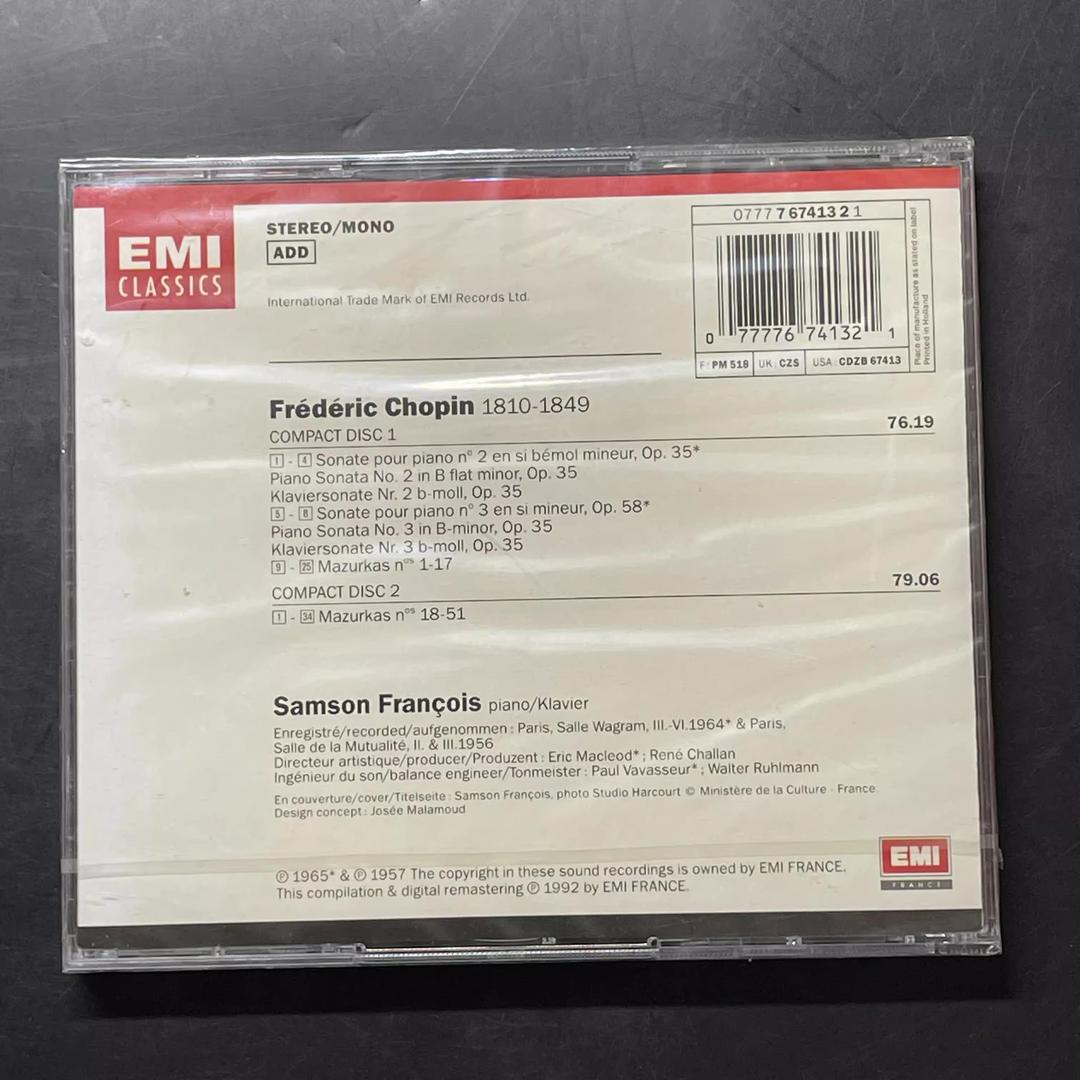 EMI
CLASSICS
STEREO/MONO
ADD
International Trade Mark of EMI Records Ltd.
0777 7 67413 2 1
0 77776 74132 1
F: PM 518 UK: CZS USA: CDZB 67413
Place of manufacture as stated on label
Printed in Holland
Frédéric Chopin 1810-1849
COMPACT DISC 1 76.19
1 - 4 Sonate pour piano nº 2 en si bémol mineur, Op. 35*
Piano Sonata No. 2 in B flat minor, Op. 35
Klaviersonate Nr. 2 b-moll, Op. 35
5 - 8 Sonate pour piano nº 3 en si mineur, Op. 58*
Piano Sonata No. 3 in B-minor, Op. 35
Klaviersonate Nr. 3 b-moll, Op. 35
9 - 25 Mazurkas nos 1-17
COMPACT DISC 2 79.06
1 - 34 Mazurkas nos 18-51
Samson François piano/Klavier
Enregistré/recorded/aufgenommen : Paris, Salle Wagram, III.-VI.1964* & Paris,
Salle de la Mutualité, II. & III.1956
Directeur artistique/producer/Produzent : Eric Macleod* ; René Challan
Ingénieur du son/balance engineer/Tonmeister : Paul Vavasseur* ; Walter Ruhlmann
En couverture/cover/Titelseite : Samson François, photo Studio Harcourt © Ministère de la Culture - France.
Design concept : Josée Malamoud
℗ 1965* & ℗ 1957 The copyright in these sound recordings is owned by EMI FRANCE.
This compilation & digital remastering ℗ 1992 by EMI FRANCE.
EMI
FRANCE